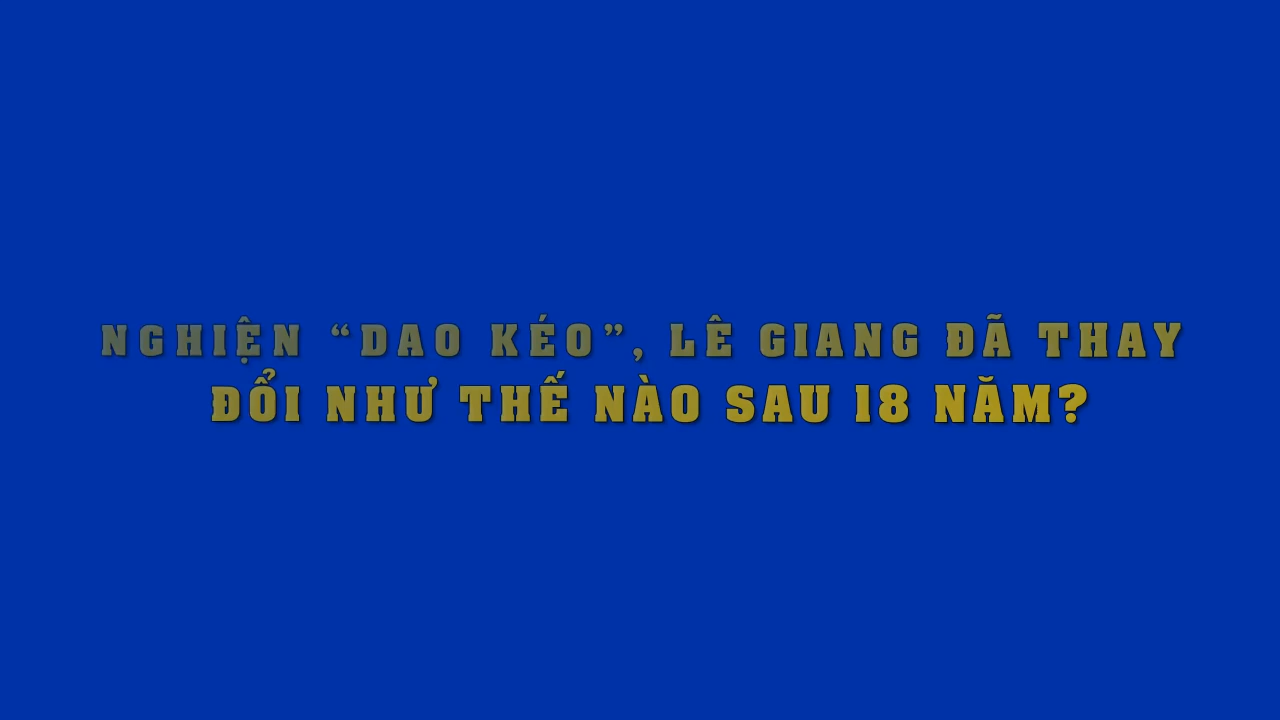 NGHIỆN “DAO KÉO”, LÊ GIANG ĐÃ THAY
ĐỔI NHƯ THẾ NÀO SAU 18 NĂM?